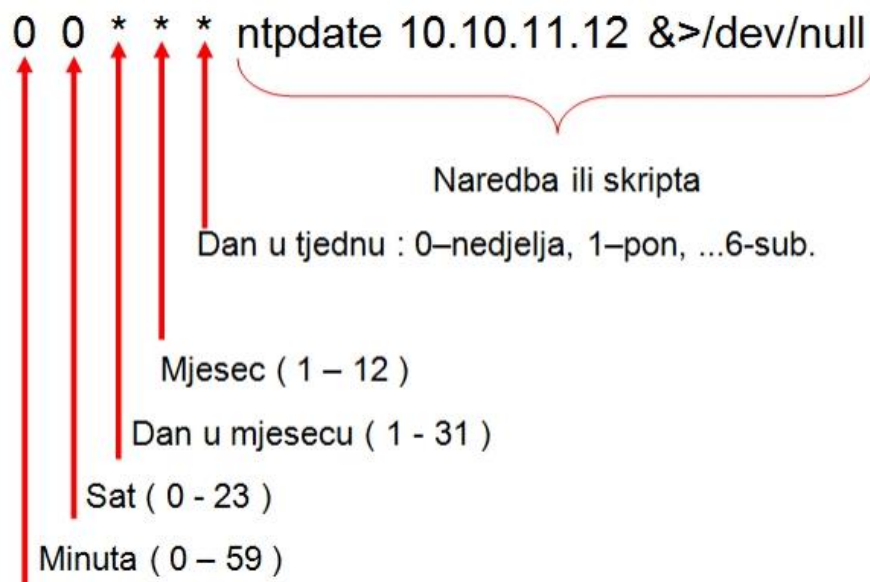 0 0 * * * ntpdate 10.10.11.12 &>/dev/null
Naredba ili skripta
Dan u tjednu : 0–nedjelja, 1–pon, ...6-sub.
Mjesec ( 1 – 12 )
Dan u mjesecu ( 1 - 31 )
Sat ( 0 - 23 )
Minuta ( 0 – 59 )